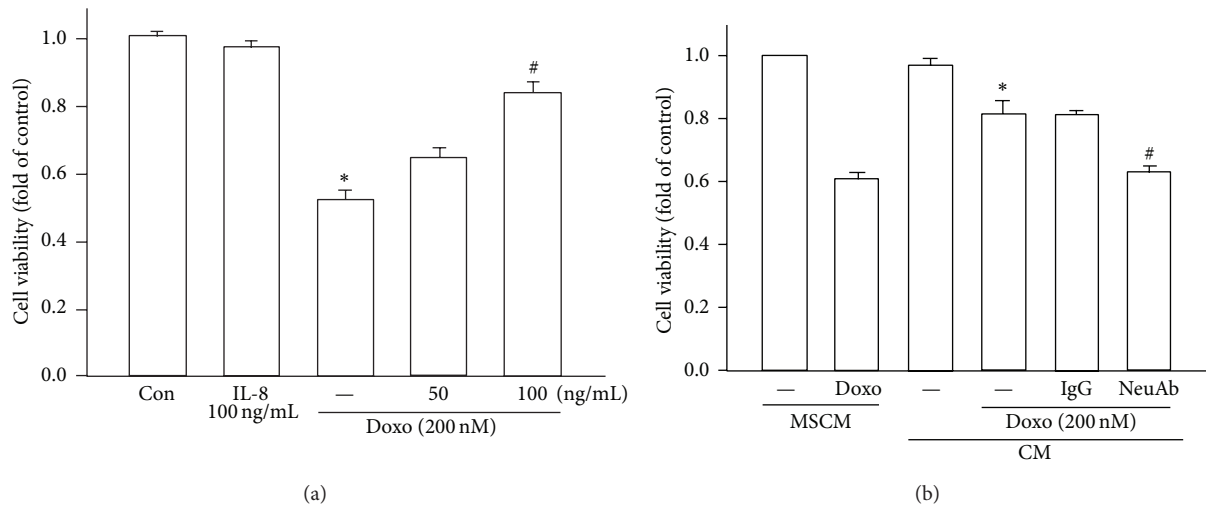 Cell viability (fold of control)
1.0
0.8
0.6
0.4
0.2
0.0
*
#
Con
IL-8
100 ng/mL
—
50
100 (ng/mL)
Doxo (200 nM)
(a)
Cell viability (fold of control)
1.0
0.8
0.6
0.4
0.2
0.0
*
#
— Doxo — — IgG NeuAb
MSCM
Doxo (200 nM)
CM
(b)